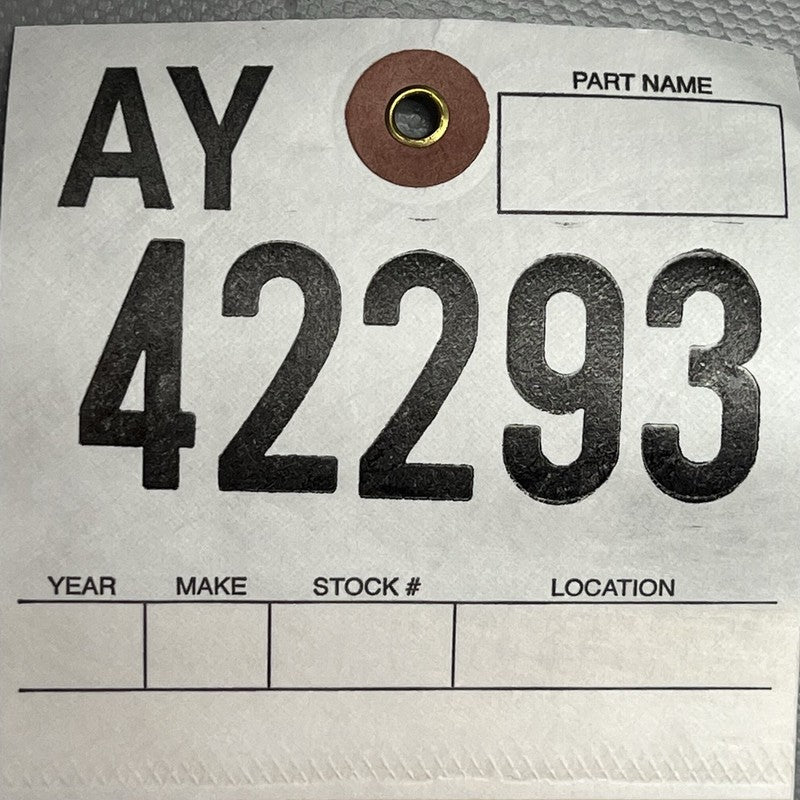 AY
PART NAME
42293
YEAR MAKE STOCK # LOCATION